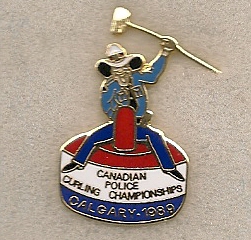 CANADIAN
POLICE
CURLING CHAMPIONSHIPS
CALGARY-1989